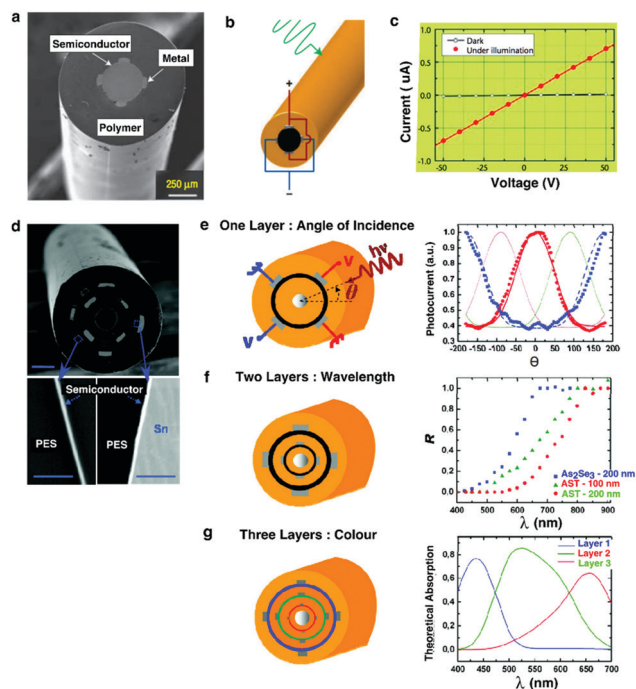 a
Semiconductor
Metal
Polymer
250 μm
b
+
−
c
Dark
Under illumination
Current ( uA)
1.0
0.5
0.0
-0.5
-1.0
-50
-25
0
25
50
Voltage (V)
d
Semiconductor
PES
PES
Sn
e One Layer : Angle of Incidence
hν
θ
V
V
Photocurrent (a.u.)
1.0
0.9
0.8
0.7
0.6
0.5
0.4
0.3
-200 -150 -100 -50 0 50 100 150 200
Θ
f Two Layers : Wavelength
R
1.0
0.8
0.6
0.4
0.2
0.0
As₂Se₃ - 200 nm
AST - 100 nm
AST - 200 nm
400 500 600 700 800 900
λ (nm)
g Three Layers : Colour
Theoretical Absorption
0.8
0.6
0.4
0.2
0.0
Layer 1
Layer 2
Layer 3
400 450 500 550 600 650 700
λ (nm)